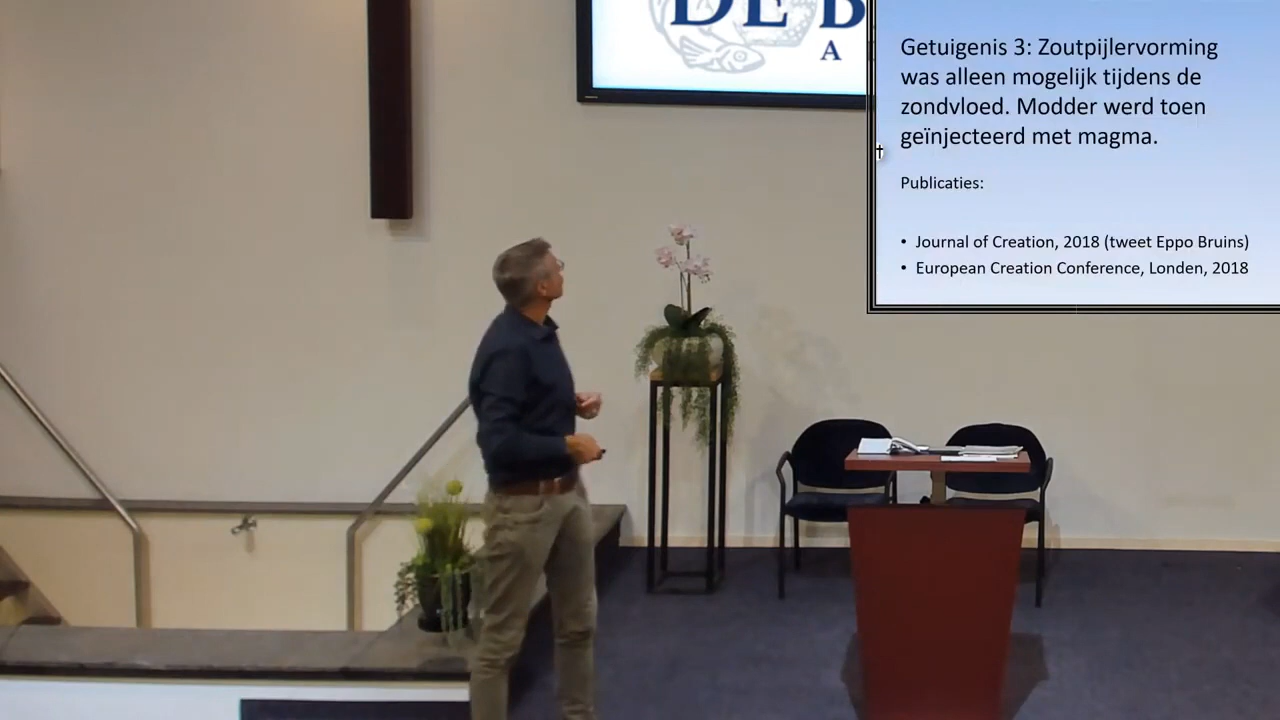 DE B
A
Getuigenis 3: Zoutpijlervorming
was alleen mogelijk tijdens de
zondvloed. Modder werd toen
geïnjecteerd met magma.
Publicaties:
• Journal of Creation, 2018 (tweet Eppo Bruins)
• European Creation Conference, Londen, 2018